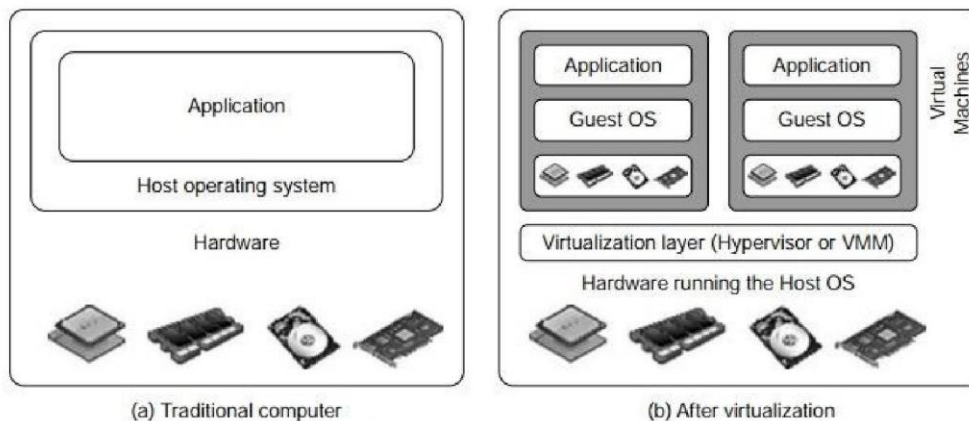 Application
Host operating system
Hardware
(a) Traditional computer
Application
Guest OS
Application
Guest OS
Virtual
Machines
Virtualization layer (Hypervisor or VMM)
Hardware running the Host OS
(b) After virtualization